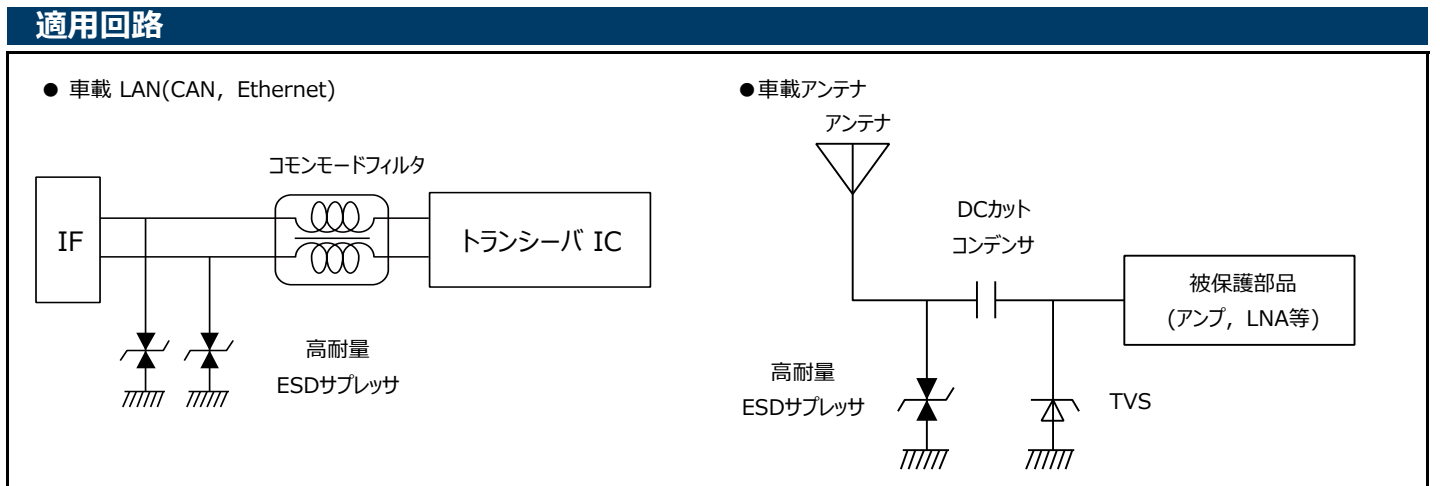 適用回路
● 車載 LAN(CAN, Ethernet)
コモンモードフィルタ
IF
トランシーバ IC
高耐量
ESDサプレッサ
●車載アンテナ
アンテナ
DCカット
コンデンサ
被保護部品
(アンプ, LNA等)
高耐量
ESDサプレッサ
TVS